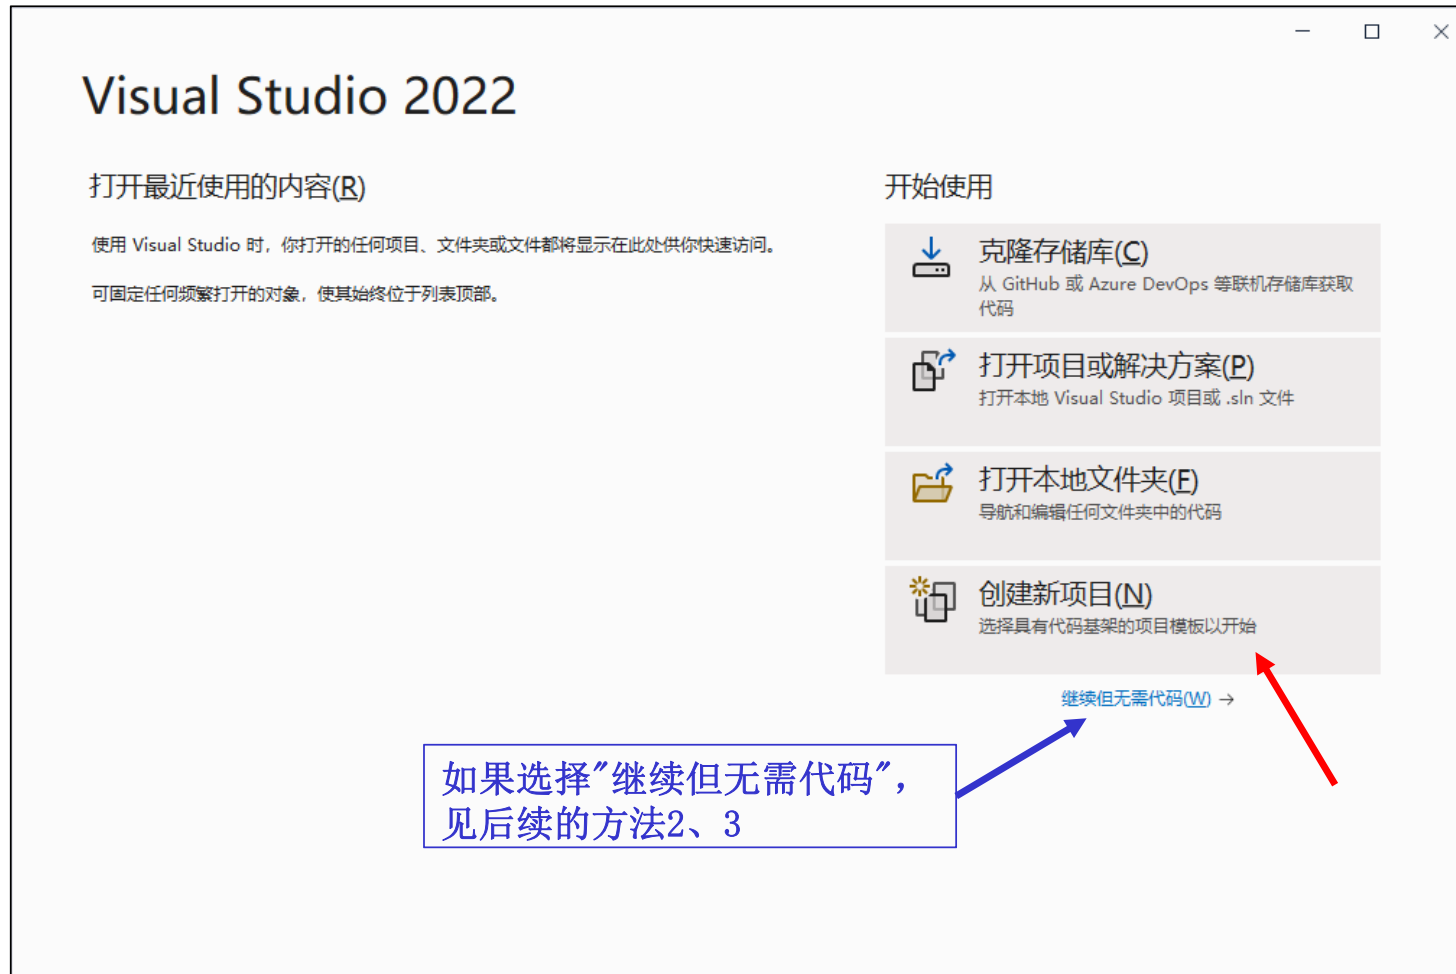 Visual Studio 2022
打开最近使用的内容(R)
使用 Visual Studio 时，你打开的任何项目、文件夹或文件都将显示在此处供你快速访问。
可固定任何频繁打开的对象，使其始终位于列表顶部。
开始使用
克隆存储库(C)
从 GitHub 或 Azure DevOps 等联机存储库获取
代码
打开项目或解决方案(P)
打开本地 Visual Studio 项目或 .sln 文件
打开本地文件夹(F)
导航和编辑任何文件夹中的代码
创建新项目(N)
选择具有代码基架的项目模板以开始
继续但无需代码(W) →
如果选择"继续但无需代码"，
见后续的方法2、3